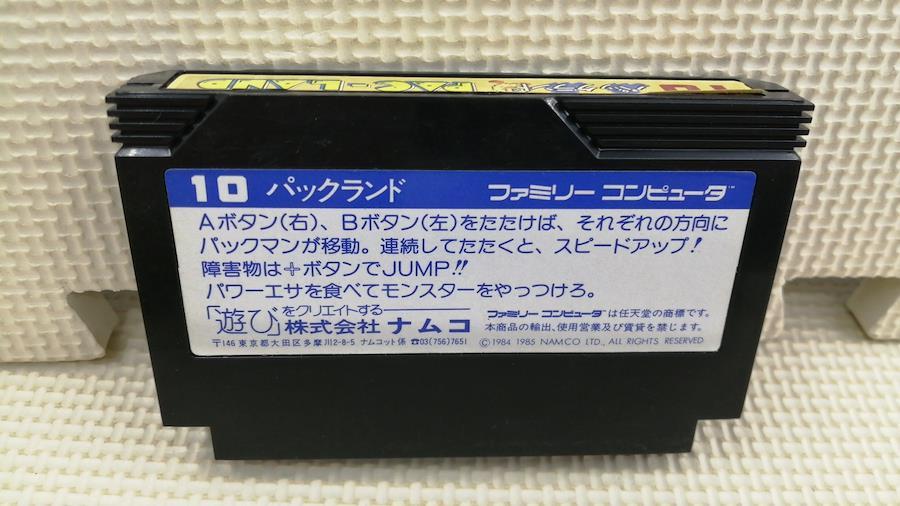 PAC-LAND
10 パックランド ファミリー コンピュータ™
Aボタン(右)、Bボタン(左)をたたけば、それぞれの方向に
パックマンが移動。連続してたたくと、スピードアップ!
障害物は+ボタンでJUMP!!
パワーエサを食べてモンスターをやっつけろ。
「遊び」をクリエイトする
株式会社 ナムコ
〒146 東京都大田区多摩川2-8-5 ナムコット係 ☎03(756)7651
ファミリー コンピュータ™は任天堂の商標です。
本商品の輸出、使用営業及び賃貸を禁じます。
©1984 1985 NAMCO LTD., ALL RIGHTS RESERVED